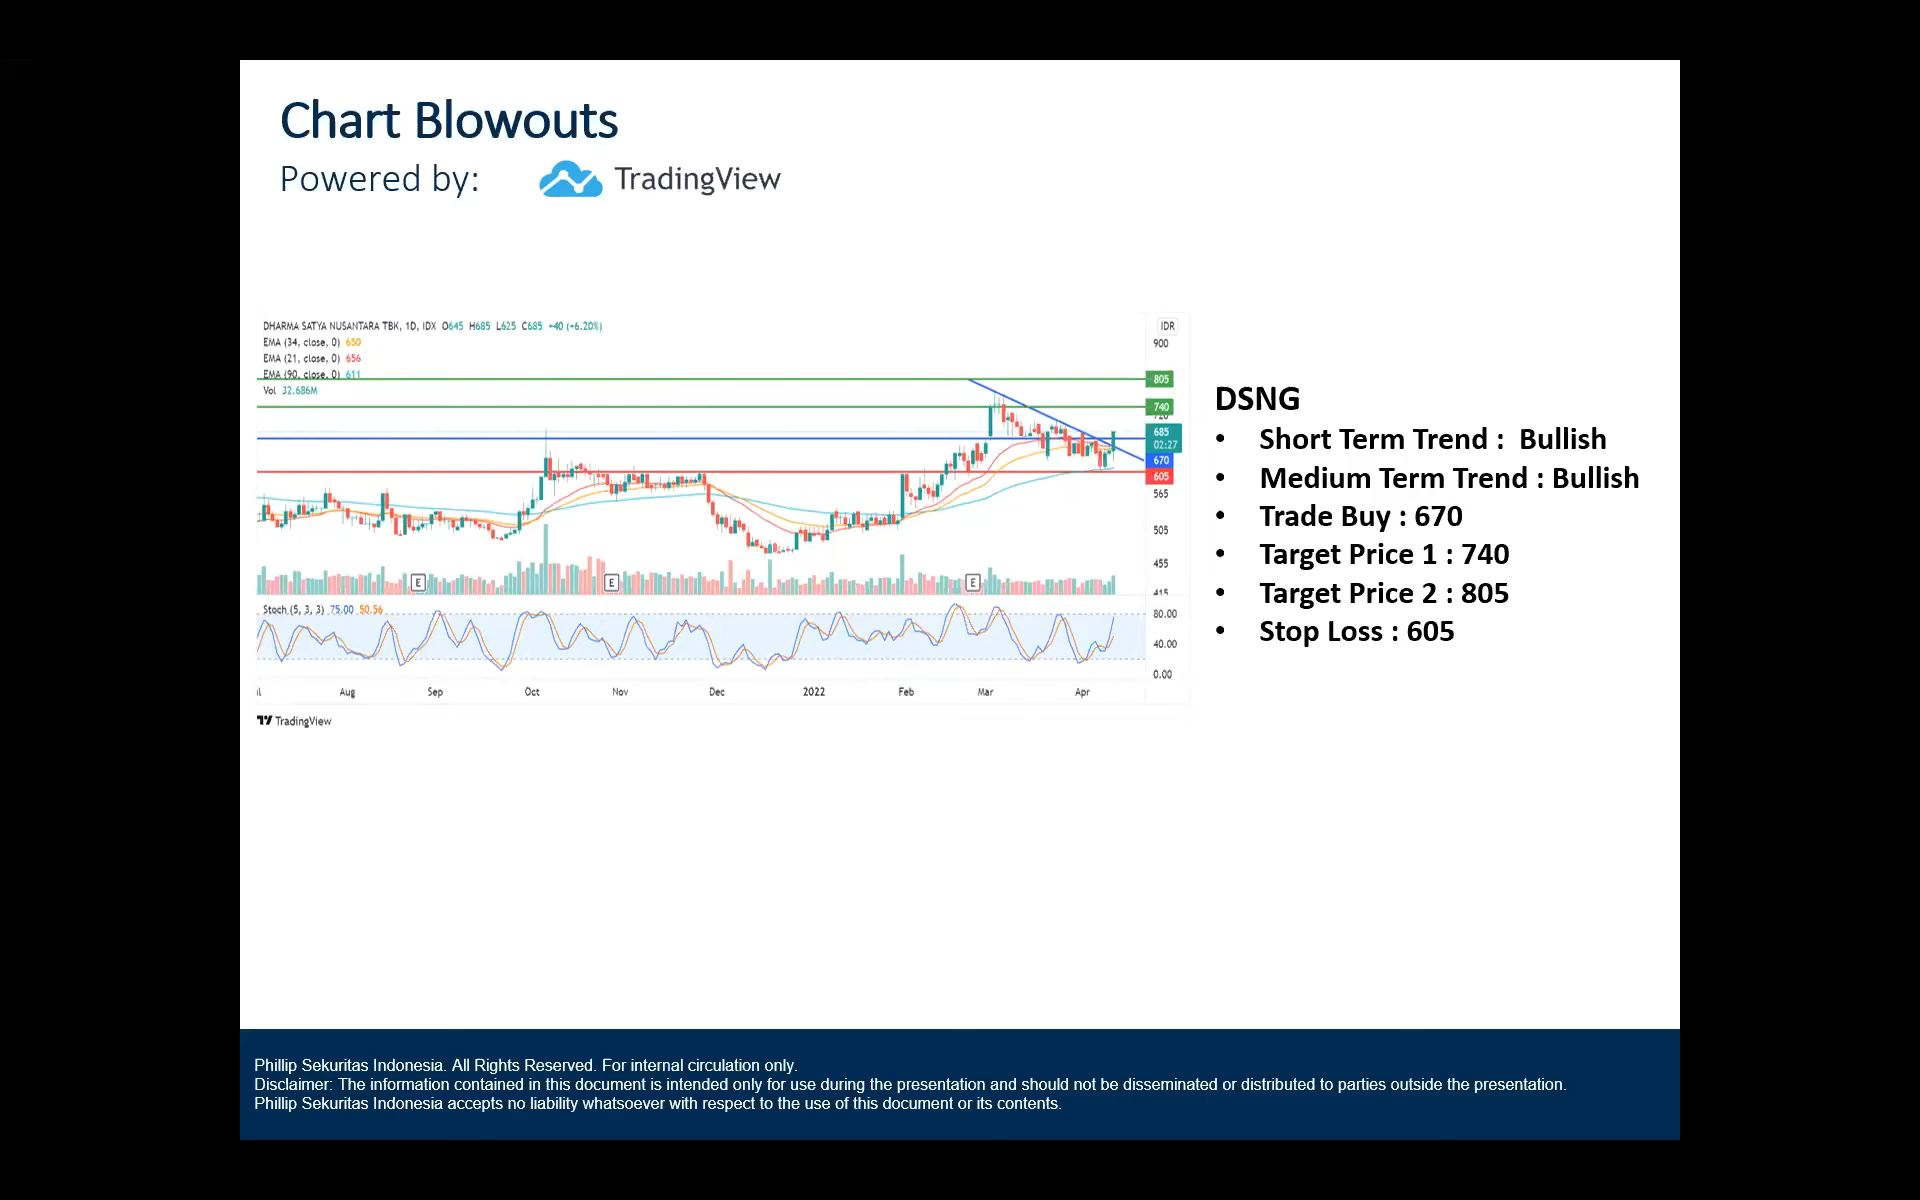 Chart Blowouts
Powered by: TradingView
DHARMA SATYA NUSANTARA TBK, 1D, IDX O645 H685 L625 C685 +40 (+6.20%)
EMA (34, close, 0) 650
EMA (21, close, 0) 656
EMA (90, close, 0) 611
Vol 32.686M
IDR
900
805
740
720
685
02:27
670
605
565
505
455
415
E E E
Stoch (5, 3, 3) 75.00 50.56
80.00
40.00
0.00
Aug Sep Oct Nov Dec 2022 Feb Mar Apr
TradingView
DSNG
• Short Term Trend : Bullish
• Medium Term Trend : Bullish
• Trade Buy : 670
• Target Price 1 : 740
• Target Price 2 : 805
• Stop Loss : 605
Phillip Sekuritas Indonesia. All Rights Reserved. For internal circulation only.
Disclaimer: The information contained in this document is intended only for use during the presentation and should not be disseminated or distributed to parties outside the presentation.
Phillip Sekuritas Indonesia accepts no liability whatsoever with respect to the use of this document or its contents.